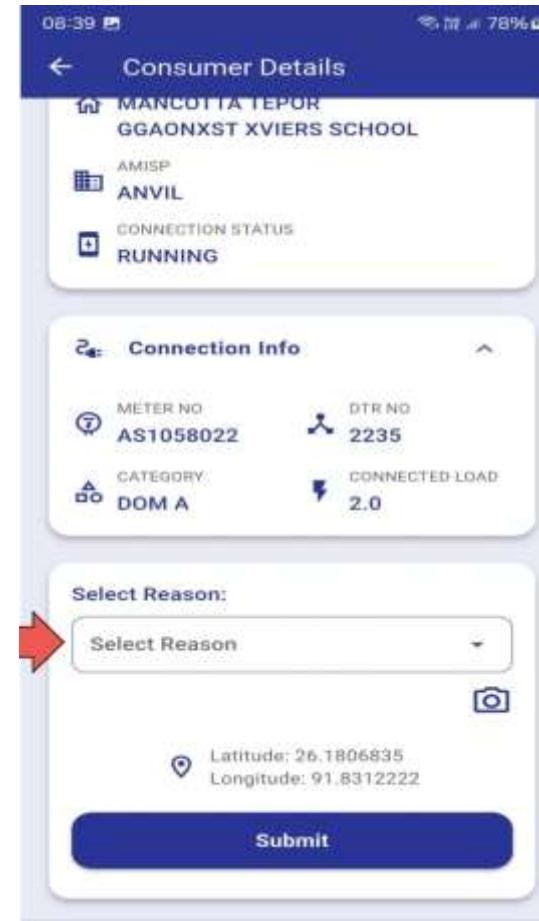 08:39 78%
Consumer Details
MANCOTTA TEPOR
GGAONXST XVIERS SCHOOL
AMISP
ANVIL
CONNECTION STATUS
RUNNING
Connection Info
METER NO
AS1058022
DTR NO
2235
CATEGORY
DOM A
CONNECTED LOAD
2.0
Select Reason:
Select Reason
Latitude: 26.1806835
Longitude: 91.8312222
Submit